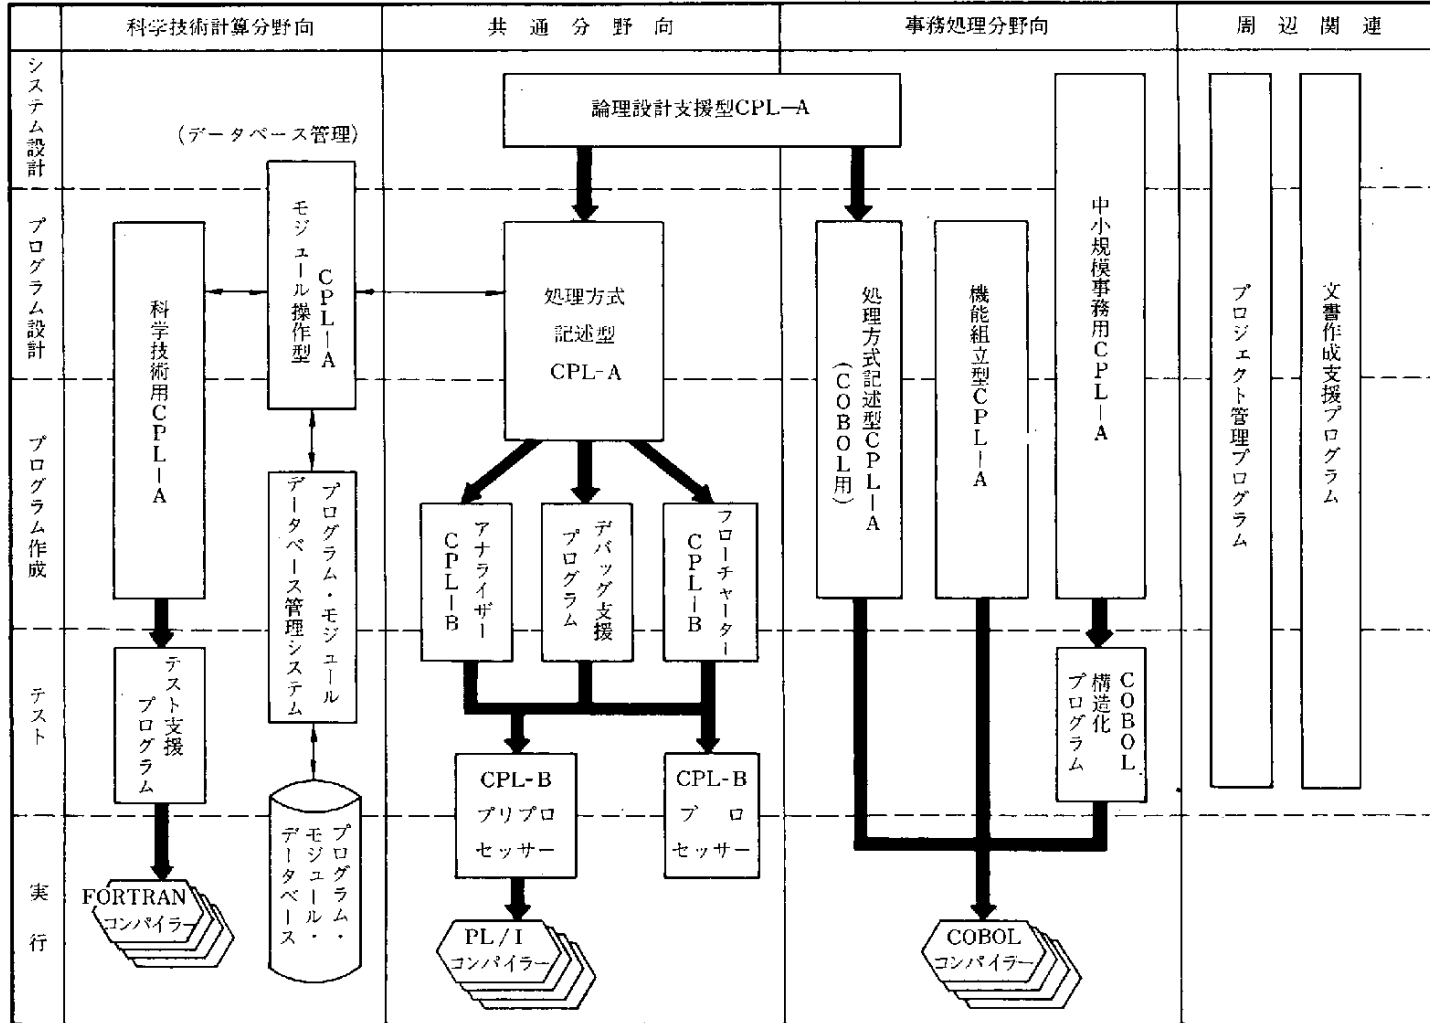 科学技術計算分野向
共通分野向
事務処理分野向
周辺関連
システム設計
プログラム設計
プログラム作成
テスト
実行
(データベース管理)
モジュール操作型
CPL—A
科学技術用CPL—A
プログラム・モジュール
データベース管理システム
テスト支援
プログラム
プログラム・
モジュール・
データベース
FORTRAN
コンパイラー
論理設計支援型CPL—A
処理方式
記述型
CPL-A
アナライザー
CPL—B
デバッグ支援
プログラム
フローチャーター
CPL—B
CPL-B
プリプロ
セッサー
CPL-B
プロ
セッサー
PL/I
コンパイラー
処理方式記述型CPL—A
(COBOL用)
機能組立型CPL—A
中小規模事務用CPL—A
COBOL
構造化
プログラム
COBOL
コンパイラー
プロジェクト管理プログラム
文書作成支援プログラム